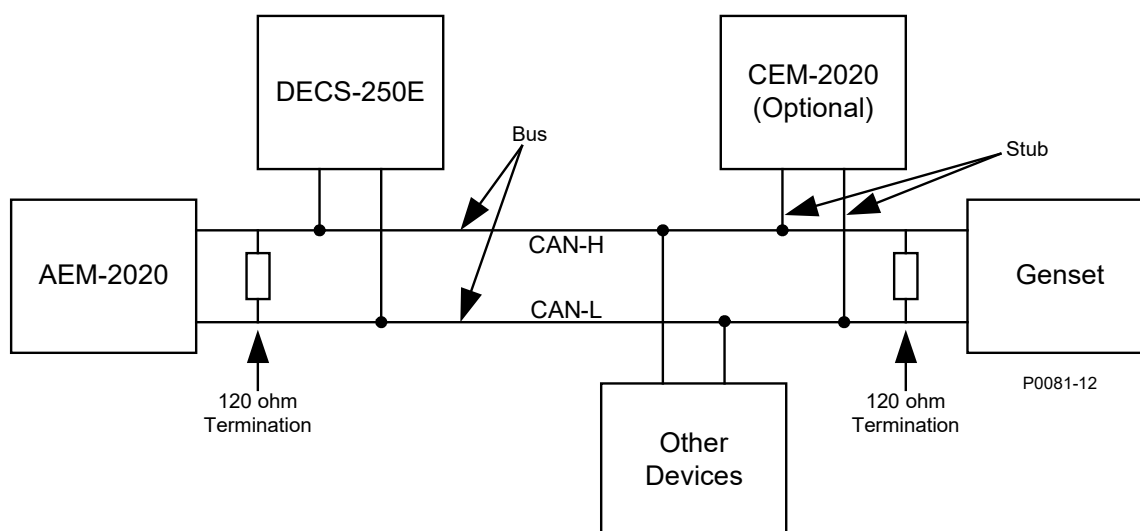 DECS-250E
CEM-2020
(Optional)
Bus
Stub
AEM-2020
CAN-H
CAN-L
Genset
P0081-12
120 ohm
Termination
120 ohm
Termination
Other
Devices